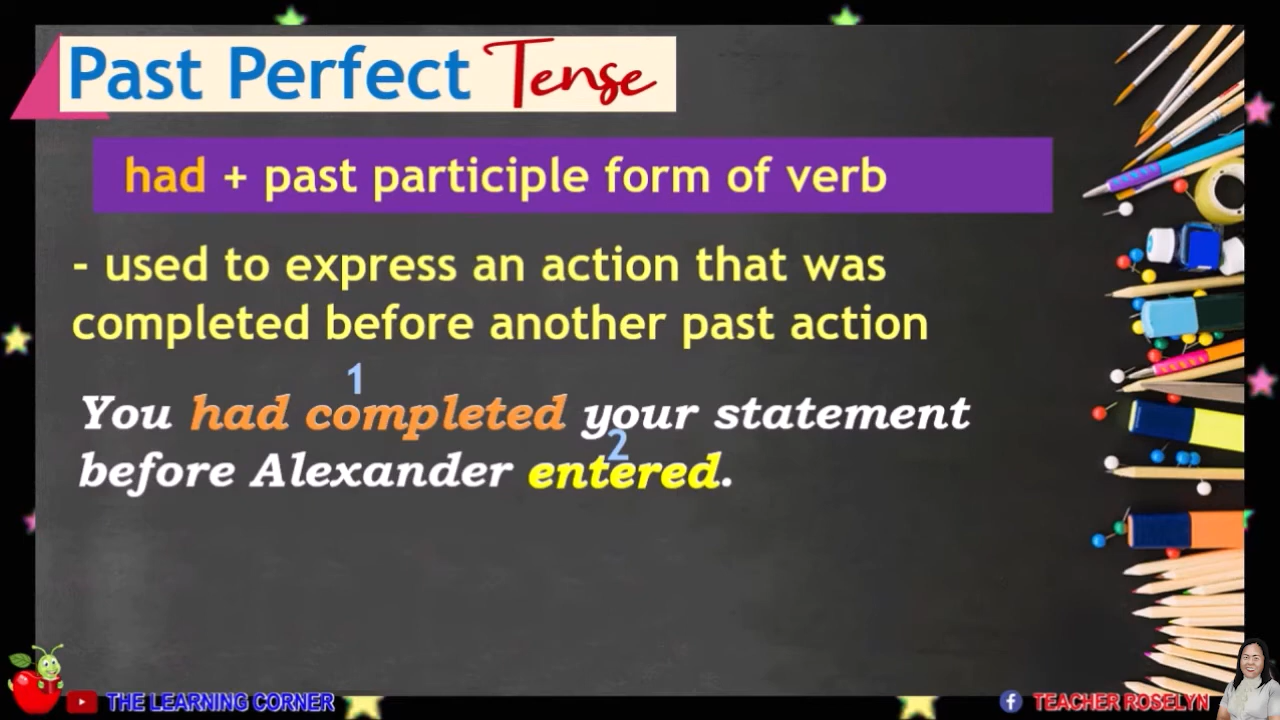 Past Perfect Tense
had + past participle form of verb
- used to express an action that was
completed before another past action
1
You had completed your statement
2
before Alexander entered.
THE LEARNING CORNER
TEACHER ROSELYN